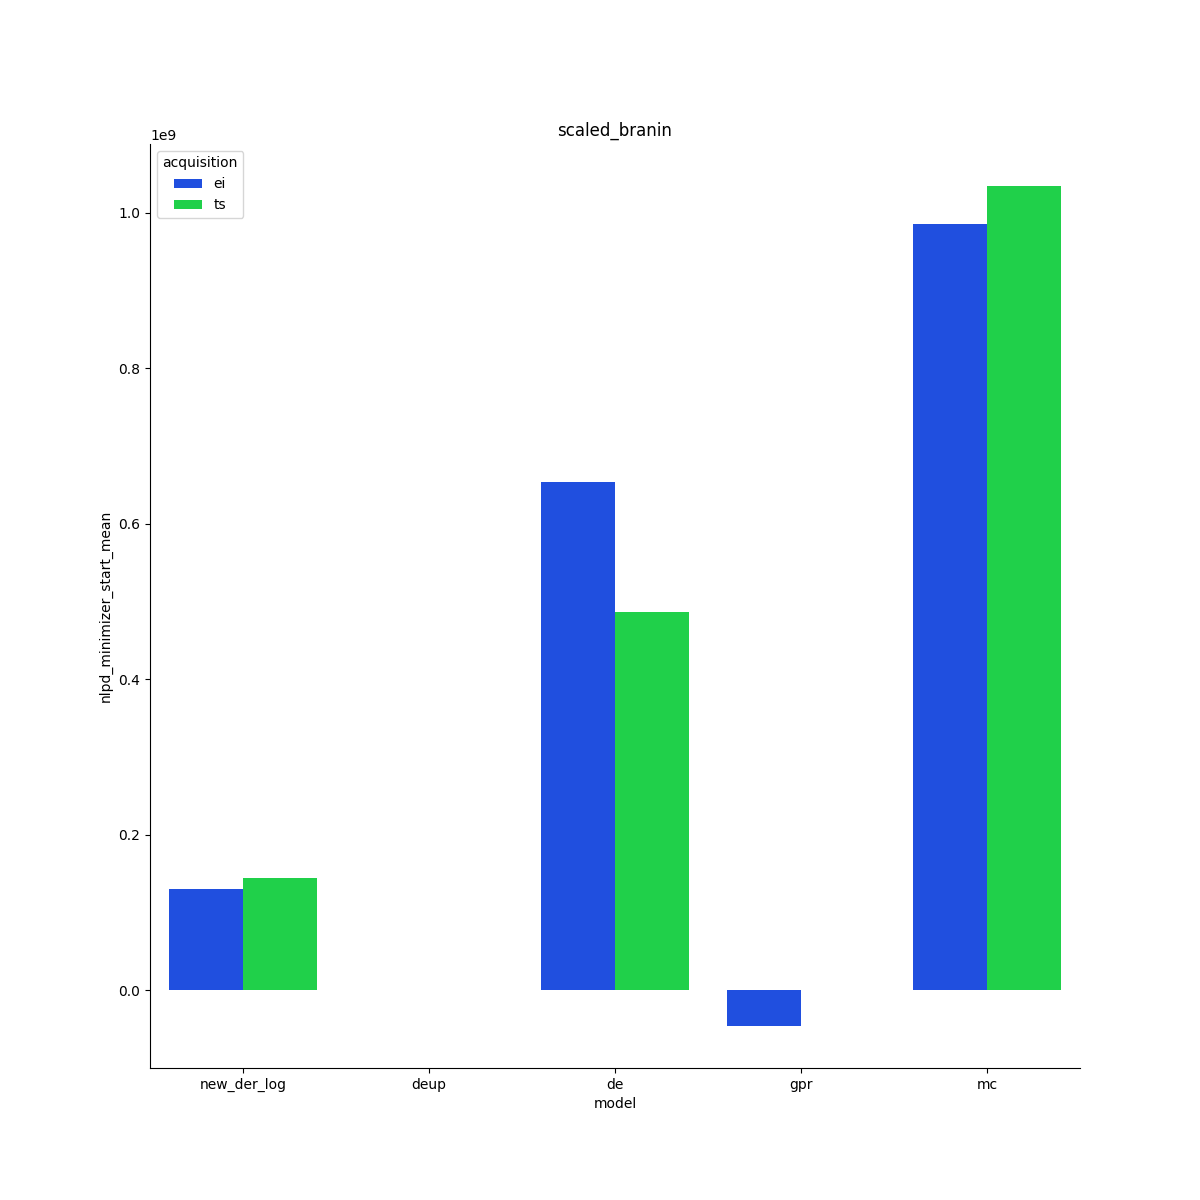 scaled_branin
1e9
acquisition
ei
ts
1.0
0.8
0.6
0.4
0.2
0.0
nlpd_minimizer_start_mean
new_der_log deup de gpr mc
model